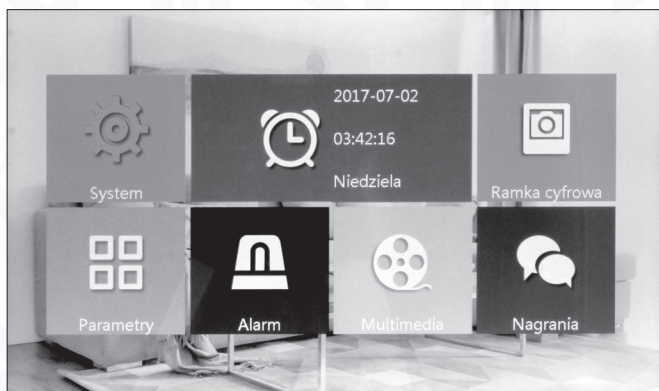 2017-07-02
03:42:16
Niedziela
System
Ramka cyfrowa
Parametry
Alarm
Multimedia
Nagrania